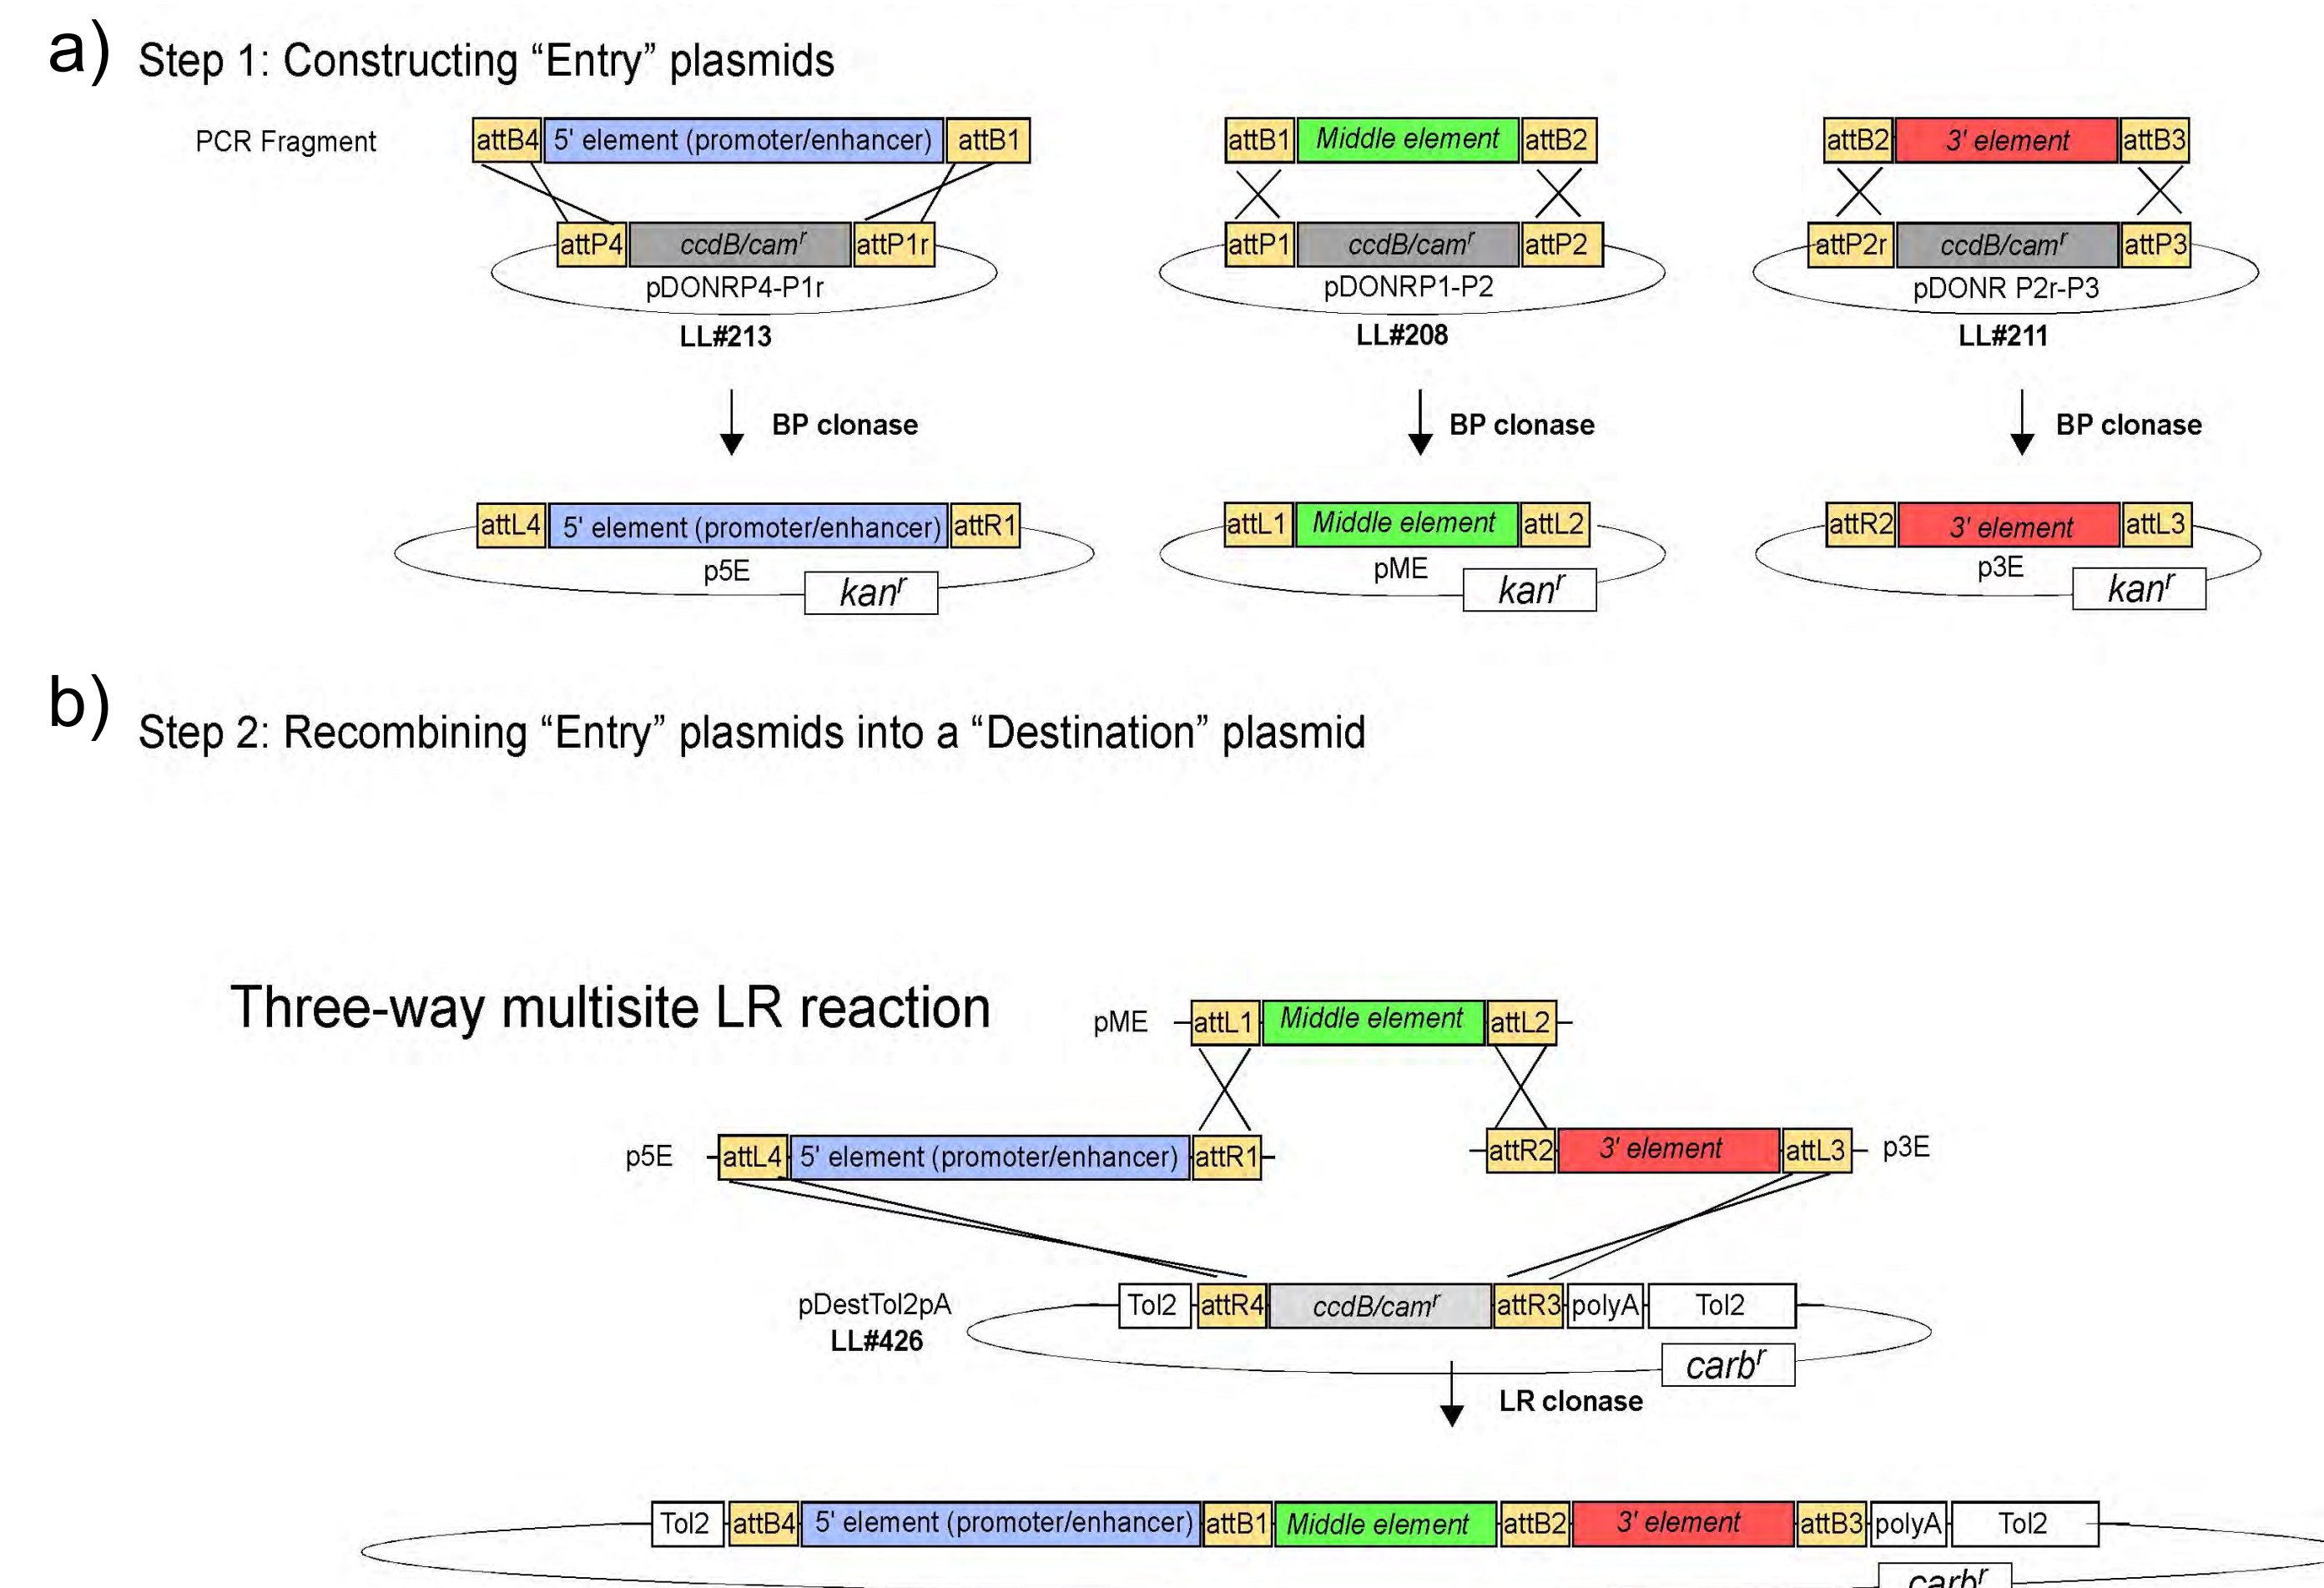 a) Step 1: Constructing “Entry” plasmids
PCR Fragment
attB4 5' element (promoter/enhancer) attB1
attB1 Middle element attB2
attB2 3' element attB3
attP4 ccdB/camʳ attP1r
attP1 ccdB/camʳ attP2
attP2r ccdB/camʳ attP3
pDONRP4-P1r
pDONRP1-P2
pDONR P2r-P3
LL#213
LL#208
LL#211
BP clonase
BP clonase
BP clonase
attL4 5' element (promoter/enhancer) attR1
attL1 Middle element attL2
attR2 3' element attL3
p5E
pME
p3E
kanʳ
kanʳ
kanʳ
b) Step 2: Recombining “Entry” plasmids into a “Destination” plasmid
Three-way multisite LR reaction
pME attL1 Middle element attL2
p5E attL4 5' element (promoter/enhancer) attR1
attR2 3' element attL3 p3E
pDestTol2pA
LL#426
Tol2 attR4 ccdB/camʳ attR3 polyA Tol2
carbʳ
LR clonase
Tol2 attB4 5' element (promoter/enhancer) attB1 Middle element attB2 3' element attB3 polyA Tol2
carbʳ